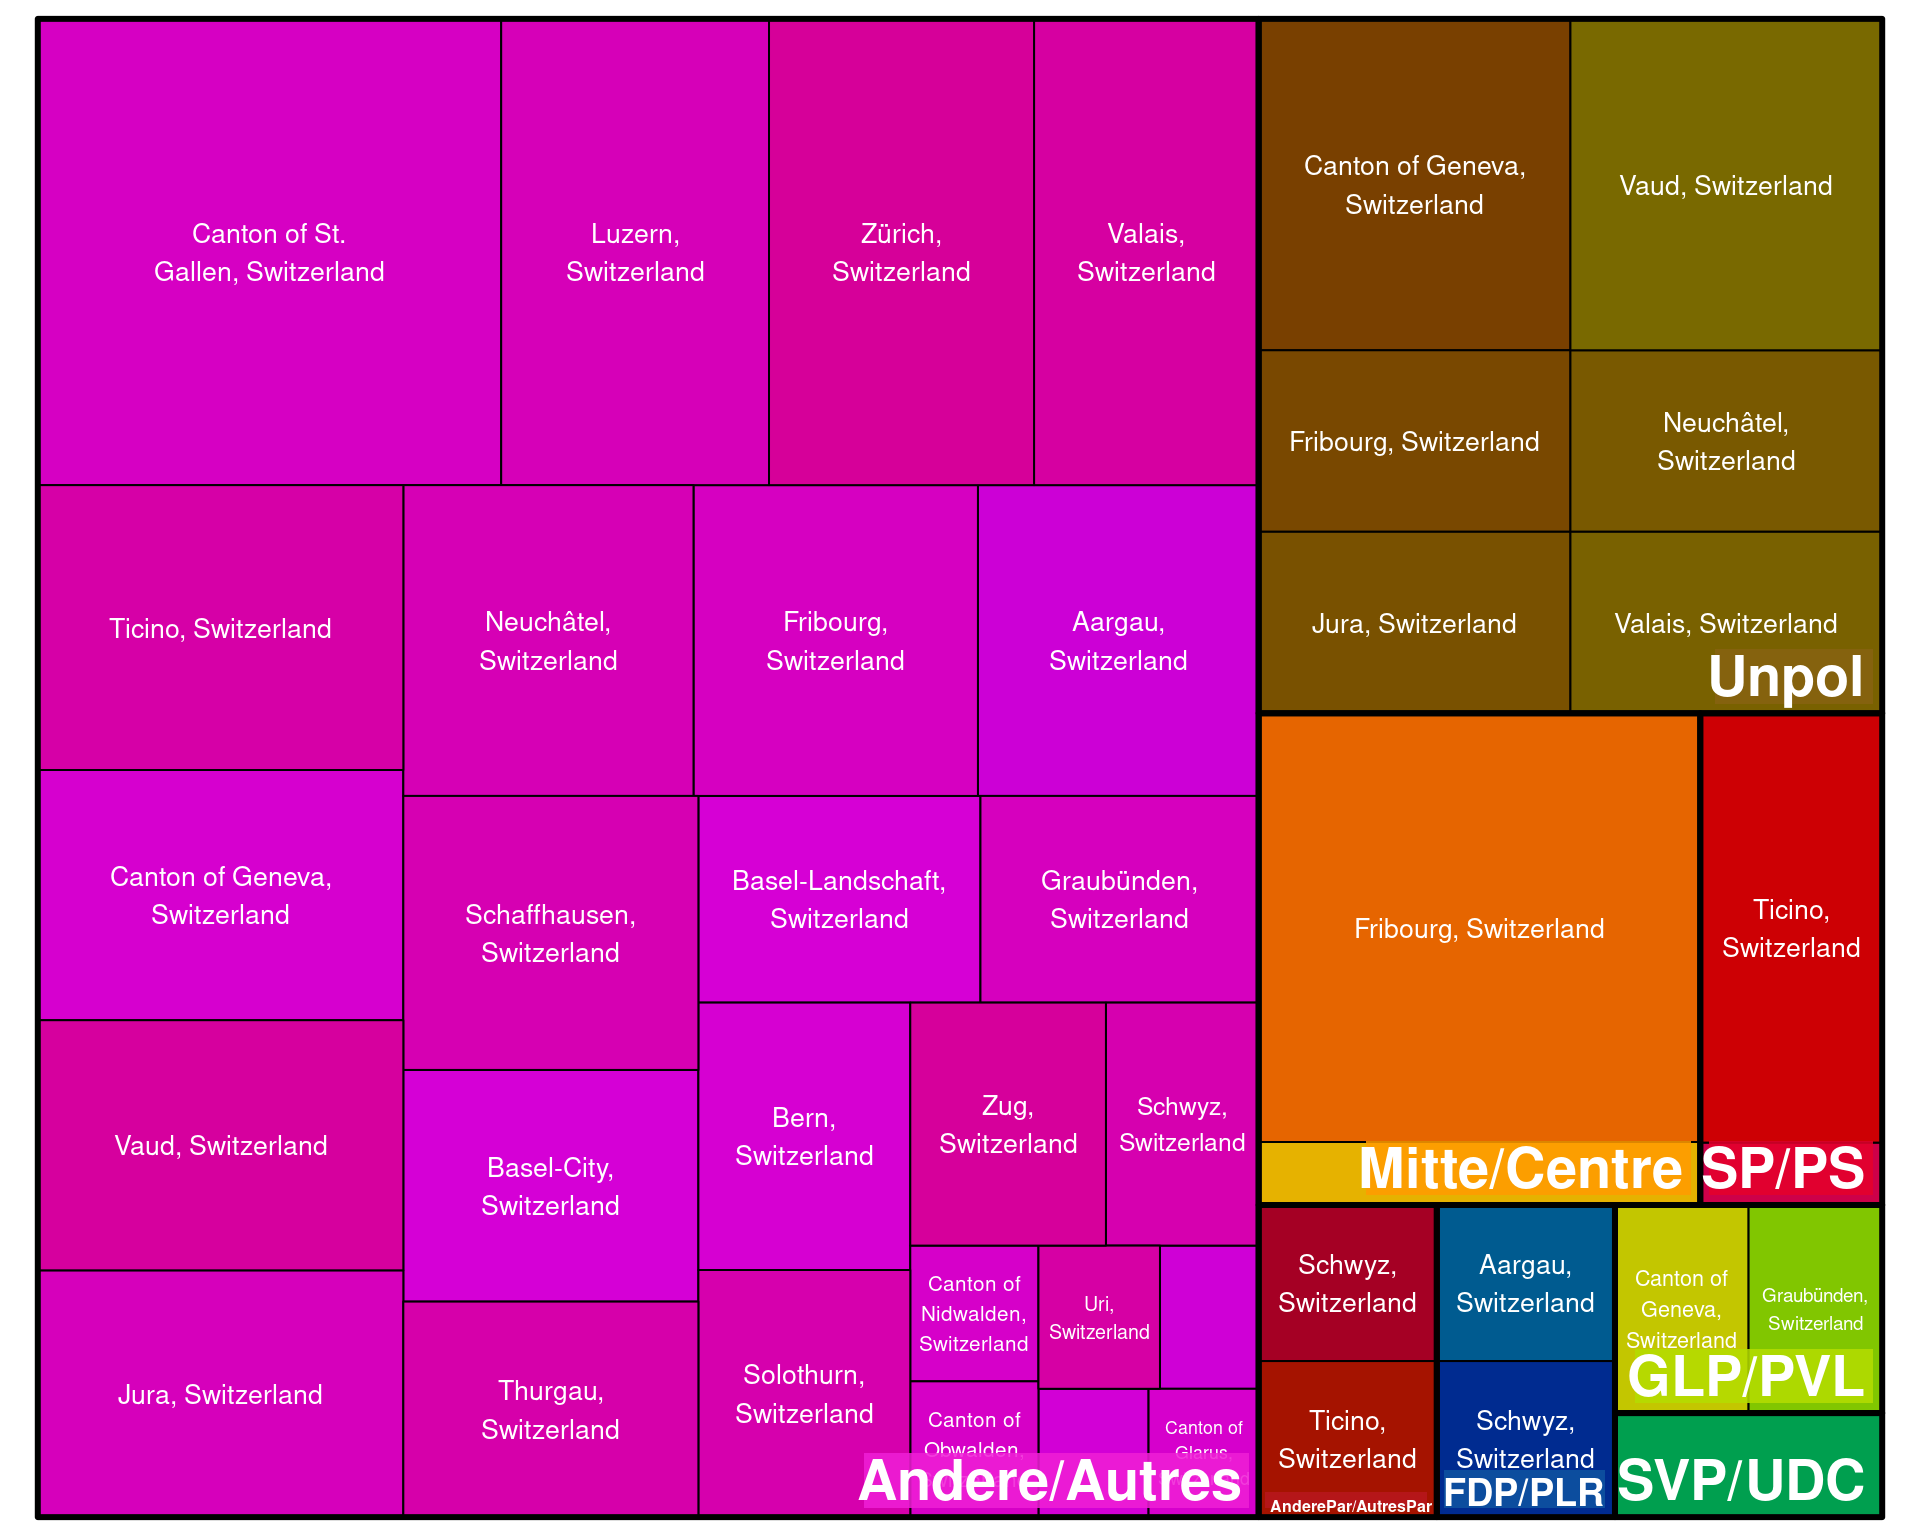 Canton of St.
Gallen, Switzerland
Luzern,
Switzerland
Zürich,
Switzerland
Valais,
Switzerland
Ticino, Switzerland
Neuchâtel,
Switzerland
Fribourg,
Switzerland
Aargau,
Switzerland
Canton of Geneva,
Switzerland
Schaffhausen,
Switzerland
Basel-Landschaft,
Switzerland
Graubünden,
Switzerland
Vaud, Switzerland
Basel-City,
Switzerland
Bern,
Switzerland
Zug,
Switzerland
Schwyz,
Switzerland
Jura, Switzerland
Thurgau,
Switzerland
Solothurn,
Switzerland
Canton of
Nidwalden,
Switzerland
Uri,
Switzerland
Canton of
Obwalden,
Canton of
Glarus,
Andere/Autres
Canton of Geneva,
Switzerland
Vaud, Switzerland
Fribourg, Switzerland
Neuchâtel,
Switzerland
Jura, Switzerland
Valais, Switzerland
Unpol
Fribourg, Switzerland
Mitte/Centre
Ticino,
Switzerland
SP/PS
Schwyz,
Switzerland
Ticino,
Switzerland
AnderePar/AutresPar
Aargau,
Switzerland
Schwyz,
Switzerland
FDP/PLR
Canton of
Geneva,
Switzerland
Graubünden,
Switzerland
GLP/PVL
SVP/UDC